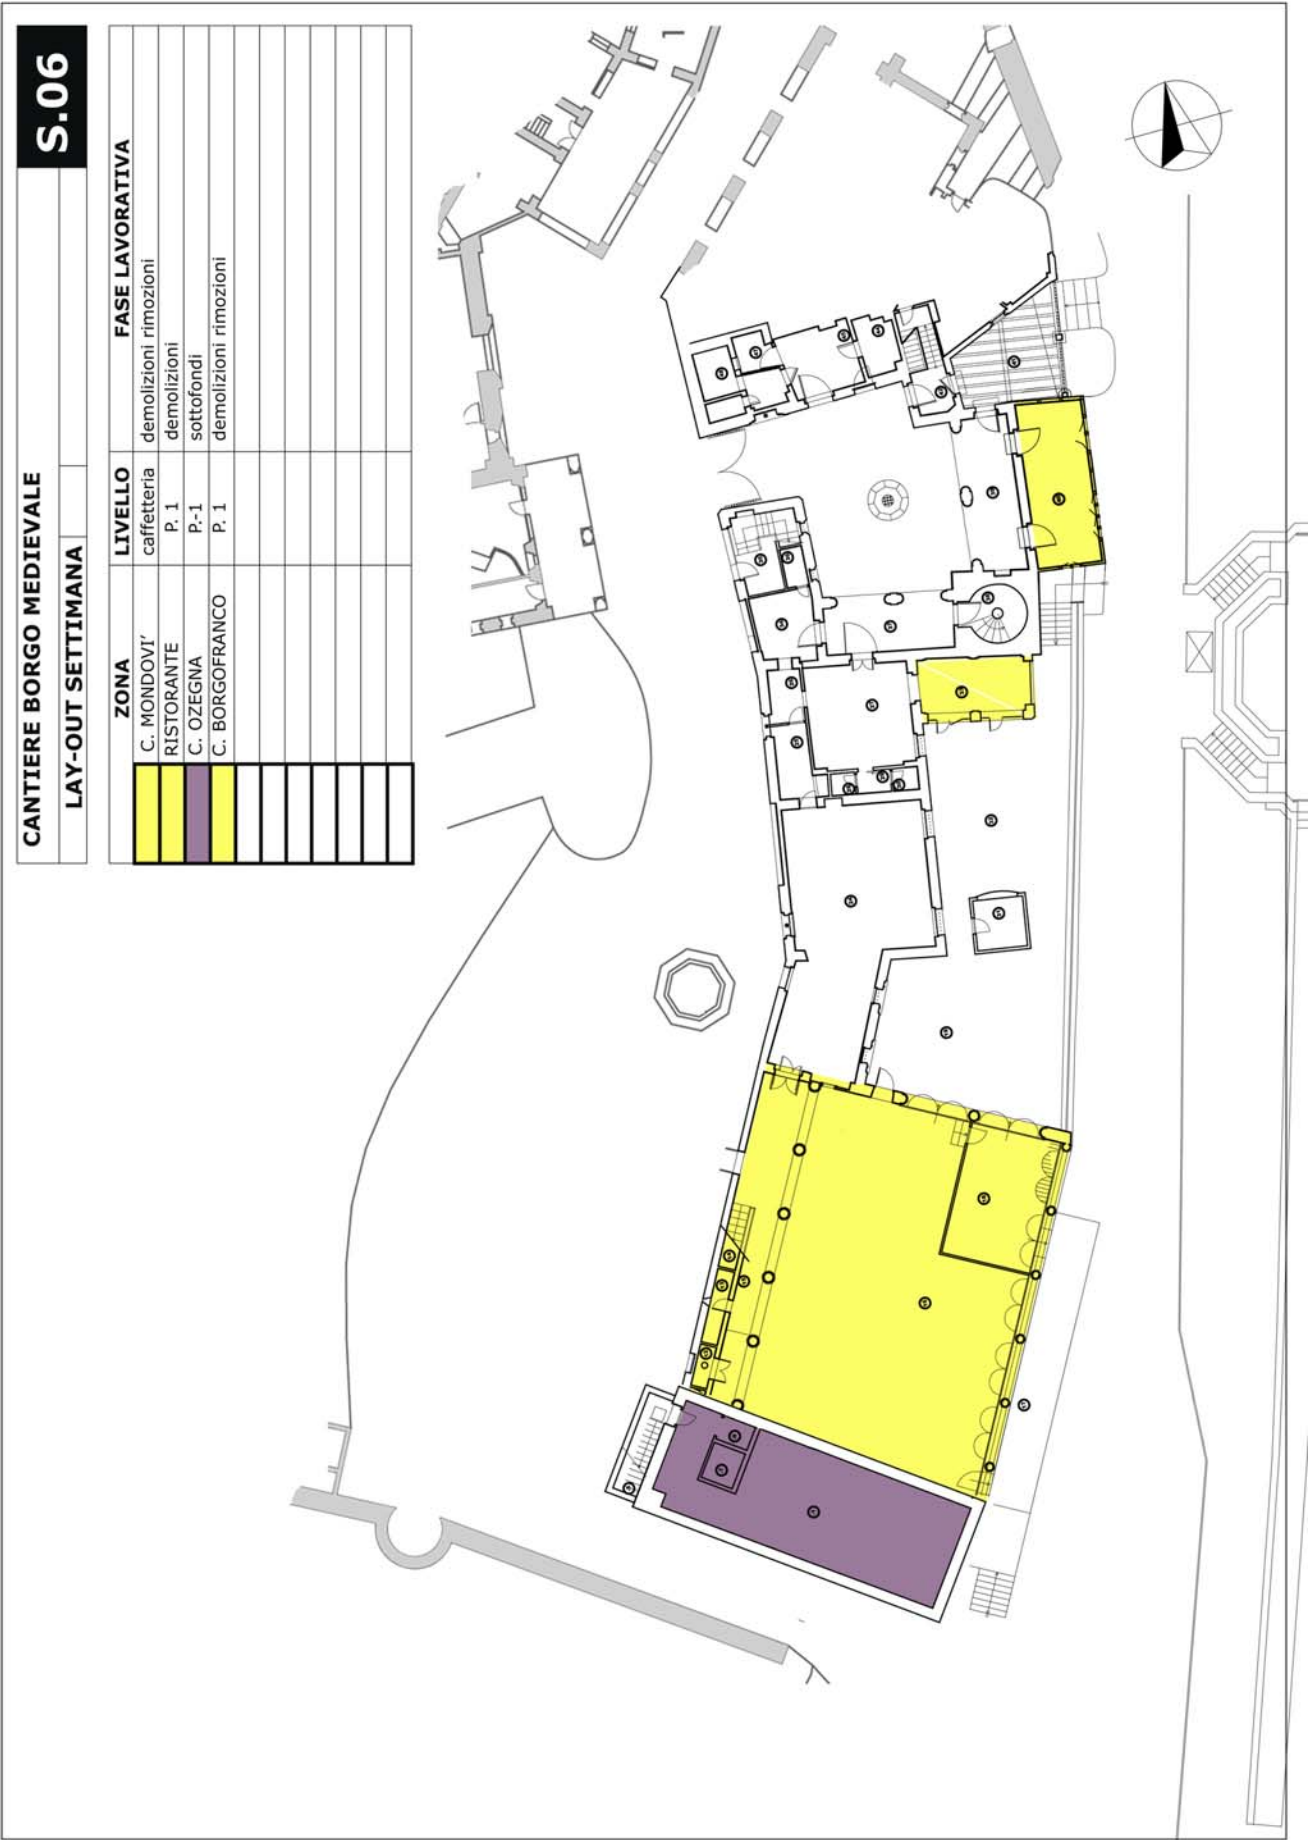 CANTIERE BORGO MEDIEVALE
S.06
LAY-OUT SETTIMANA
ZONA LIVELLO FASE LAVORATIVA
C. MONDOVI' caffetteria demolizioni rimozioni
RISTORANTE P. 1 demolizioni
C. OZEGNA P.-1 sottofondi
C. BORGOFRANCO P. 1 demolizioni rimozioni